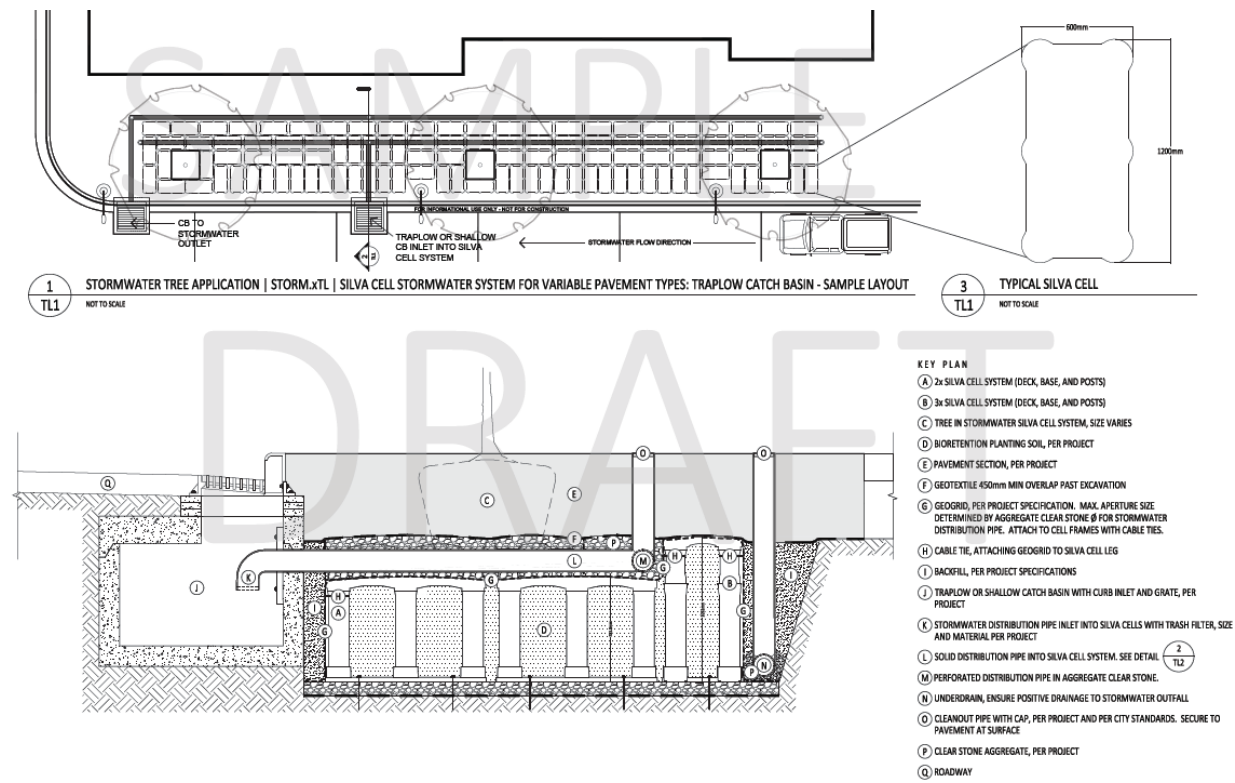 SAMPLE
600mm
1200mm
CB TO
STORMWATER
OUTLET
FOR INFORMATIONAL USE ONLY - NOT FOR CONSTRUCTION
TRAPLOW OR SHALLOW
CB INLET INTO SILVA
CELL SYSTEM
STORMWATER FLOW DIRECTION
2
TL1
1
TL1
STORMWATER TREE APPLICATION | STORM.xTL | SILVA CELL STORMWATER SYSTEM FOR VARIABLE PAVEMENT TYPES: TRAPLOW CATCH BASIN - SAMPLE LAYOUT
NOT TO SCALE
3
TL1
TYPICAL SILVA CELL
NOT TO SCALE
DRAFT
Q
C
E
O
O
F
P
L
M
G
H
H
B
K
J
I
I
G
H
A
G
G
D
P
N
KEY PLAN
A 2x SILVA CELL SYSTEM (DECK, BASE, AND POSTS)
B 3x SILVA CELL SYSTEM (DECK, BASE, AND POSTS)
C TREE IN STORMWATER SILVA CELL SYSTEM, SIZE VARIES
D BIORETENTION PLANTING SOIL, PER PROJECT
E PAVEMENT SECTION, PER PROJECT
F GEOTEXTILE 450mm MIN OVERLAP PAST EXCAVATION
G GEOGRID, PER PROJECT SPECIFICATION. MAX. APERTURE SIZE
DETERMINED BY AGGREGATE CLEAR STONE Ø FOR STORMWATER
DISTRIBUTION PIPE. ATTACH TO CELL FRAMES WITH CABLE TIES.
H CABLE TIE, ATTACHING GEOGRID TO SILVA CELL LEG
I BACKFILL, PER PROJECT SPECIFICATIONS
J TRAPLOW OR SHALLOW CATCH BASIN WITH CURB INLET AND GRATE, PER
PROJECT
K STORMWATER DISTRIBUTION PIPE INLET INTO SILVA CELLS WITH TRASH FILTER, SIZE
AND MATERIAL PER PROJECT
L SOLID DISTRIBUTION PIPE INTO SILVA CELL SYSTEM. SEE DETAIL 2
TL2
M PERFORATED DISTRIBUTION PIPE IN AGGREGATE CLEAR STONE.
N UNDERDRAIN, ENSURE POSITIVE DRAINAGE TO STORMWATER OUTFALL
O CLEANOUT PIPE WITH CAP, PER PROJECT AND PER CITY STANDARDS. SECURE TO
PAVEMENT AT SURFACE
P CLEAR STONE AGGREGATE, PER PROJECT
Q ROADWAY